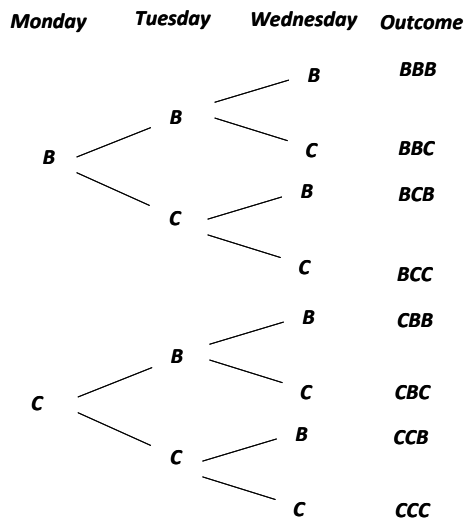 Monday Tuesday Wednesday Outcome
B BBB
B
C BBC
B
B BCB
C
C BCC
B CBB
B
C CBC
C
B CCB
C
C CCC